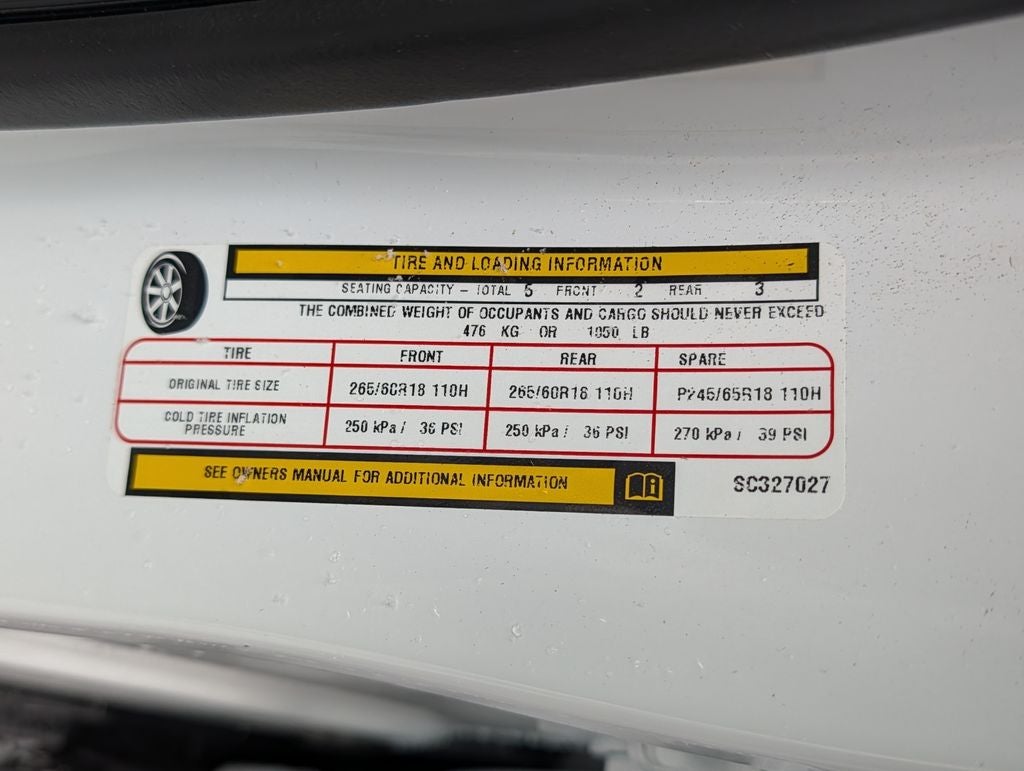 TIRE AND LOADING INFORMATION
SEATING CAPACITY - TOTAL 5 FRONT 2 REAR 3
THE COMBINED WEIGHT OF OCCUPANTS AND CARGO SHOULD NEVER EXCEED
476 KG OR 1050 LB
TIRE FRONT REAR SPARE
ORIGINAL TIRE SIZE 265/60R18 110H 265/60R18 110H P245/65R18 110H
COLD TIRE INFLATION PRESSURE 250 kPa / 36 PSI 250 kPa / 36 PSI 270 kPa / 39 PSI
SEE OWNERS MANUAL FOR ADDITIONAL INFORMATION
SC327027